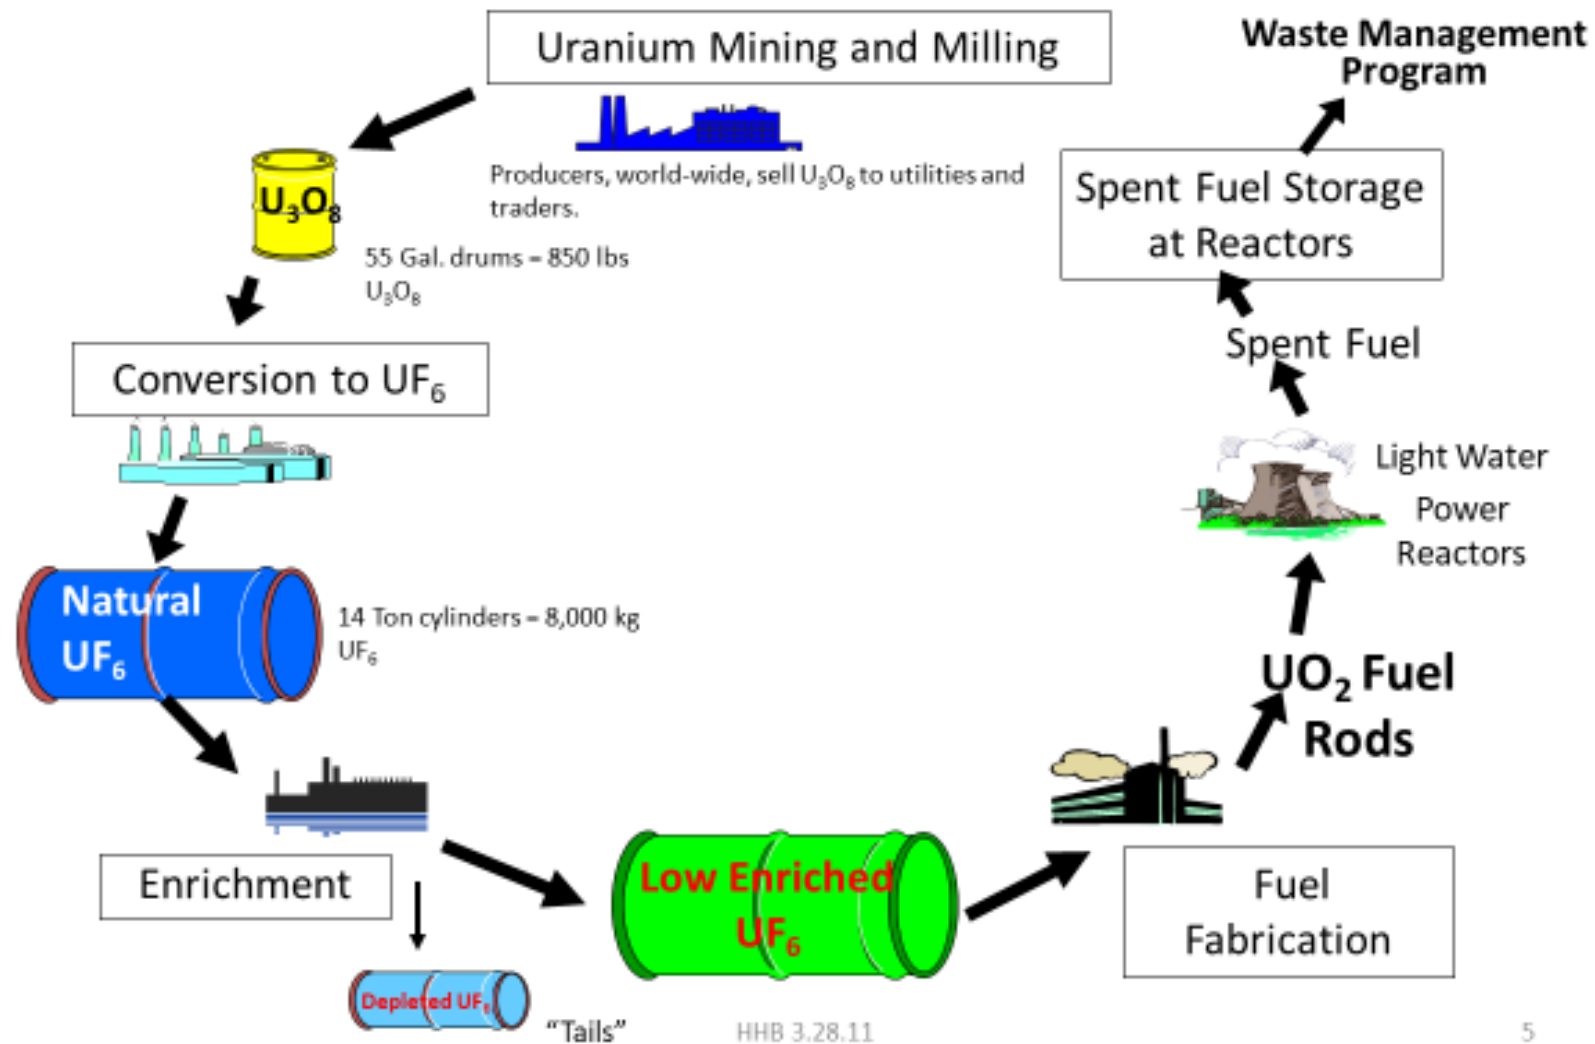 Uranium Mining and Milling
Producers, world-wide, sell U₃O₈ to utilities and
traders.
U₃O₈
55 Gal. drums = 850 lbs
U₃O₈
Conversion to UF₆
Natural
UF₆
14 Ton cylinders = 8,000 kg
UF₆
Enrichment
Depleted UF₆
"Tails"
Low Enriched
UF₆
Fuel
Fabrication
UO₂ Fuel
Rods
Light Water
Power
Reactors
Spent Fuel
Spent Fuel Storage
at Reactors
Waste Management
Program
HHB 3.28.11
5